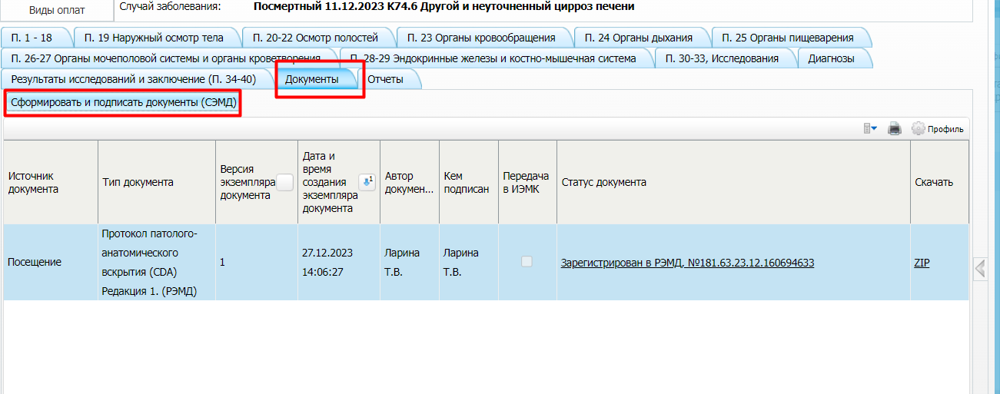 Виды оплат
Случай заболевания: Посмертный 11.12.2023 K74.6 Другой и неуточненный цирроз печени
П. 1 - 18 П. 19 Наружный осмотр тела П. 20-22 Осмотр полостей П. 23 Органы кровообращения П. 24 Органы дыхания П. 25 Органы пищеварения
П. 26-27 Органы мочеполовой системы и органы кроветворения П. 28-29 Эндокринные железы и костно-мышечная система П. 30-33, Исследования Диагнозы
Результаты исследований и заключение (П. 34-40) Документы Отчеты
Сформировать и подписать документы (СЭМД)
Профиль
Источник
документа
Тип документа
Версия
экземпляра
документа
Дата и
время
создания
экземпляра
документа
1
Автор
докумен...
Кем
подписан
Передача
в ИЭМК
Статус документа
Скачать
Посещение
Протокол патолого-
анатомического
вскрытия (CDA)
Редакция 1. (РЭМД)
1
27.12.2023
14:06:27
Ларина
Т.В.
Ларина
Т.В.
Зарегистрирован в РЭМД, №181.63.23.12.160694633
ZIP